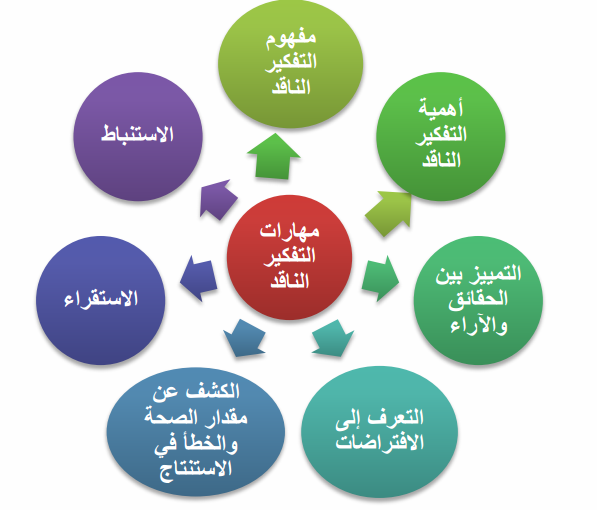 مفهوم
التفكير
الناقد
أهمية
التفكير
الناقد
التمييز بين
الحقائق
والآراء
التعرف إلى
الافتراضات
الكشف عن
مقدار الصحة
والخطأ في
الاستنتاج
الاستقراء
الاستنباط
مهارات
التفكير
الناقد